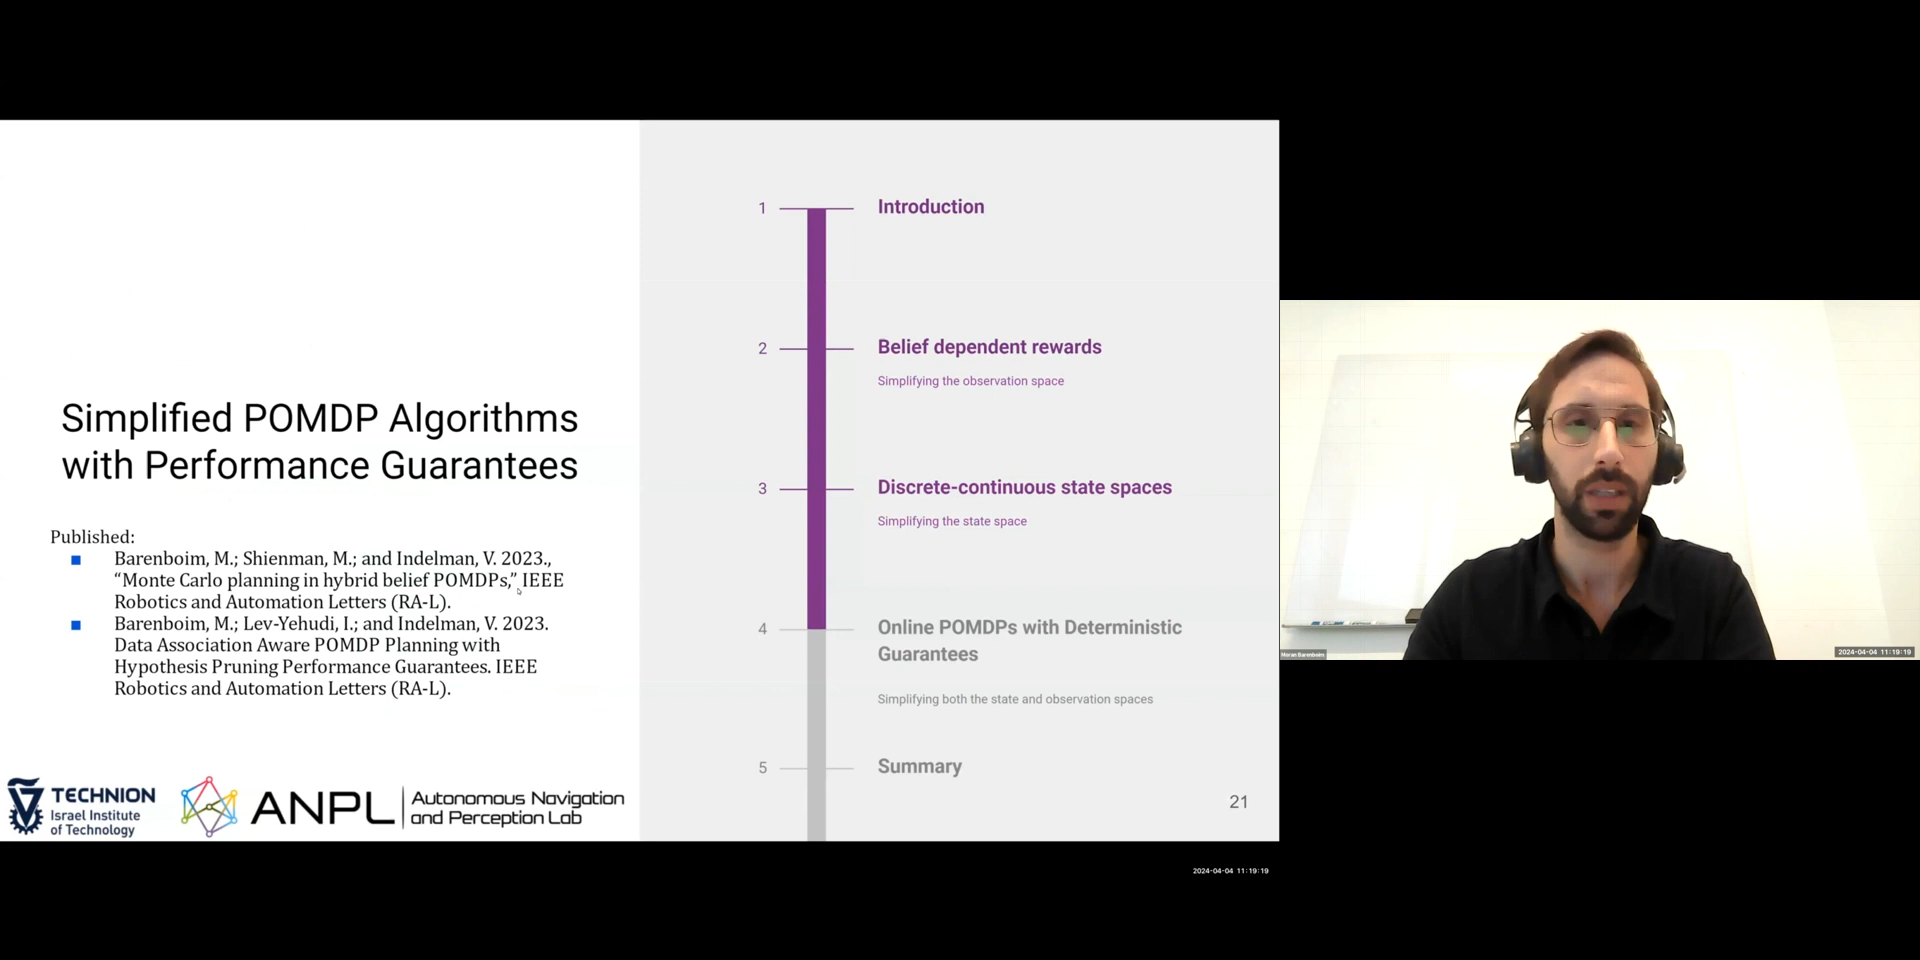 Simplified POMDP Algorithms
with Performance Guarantees
Published:
Barenboim, M.; Shienman, M.; and Indelman, V. 2023.,
“Monte Carlo planning in hybrid belief POMDPs,” IEEE
Robotics and Automation Letters (RA-L).
Barenboim, M.; Lev-Yehudi, I.; and Indelman, V. 2023.
Data Association Aware POMDP Planning with
Hypothesis Pruning Performance Guarantees. IEEE
Robotics and Automation Letters (RA-L).
TECHNION
Israel Institute
of Technology
ANPL
Autonomous Navigation
and Perception Lab
1
Introduction
2
Belief dependent rewards
Simplifying the observation space
3
Discrete-continuous state spaces
Simplifying the state space
4
Online POMDPs with Deterministic
Guarantees
Simplifying both the state and observation spaces
5
Summary
21
2024-04-04 11:19:19
Moran Barenboim
2024-04-04 11:19:19